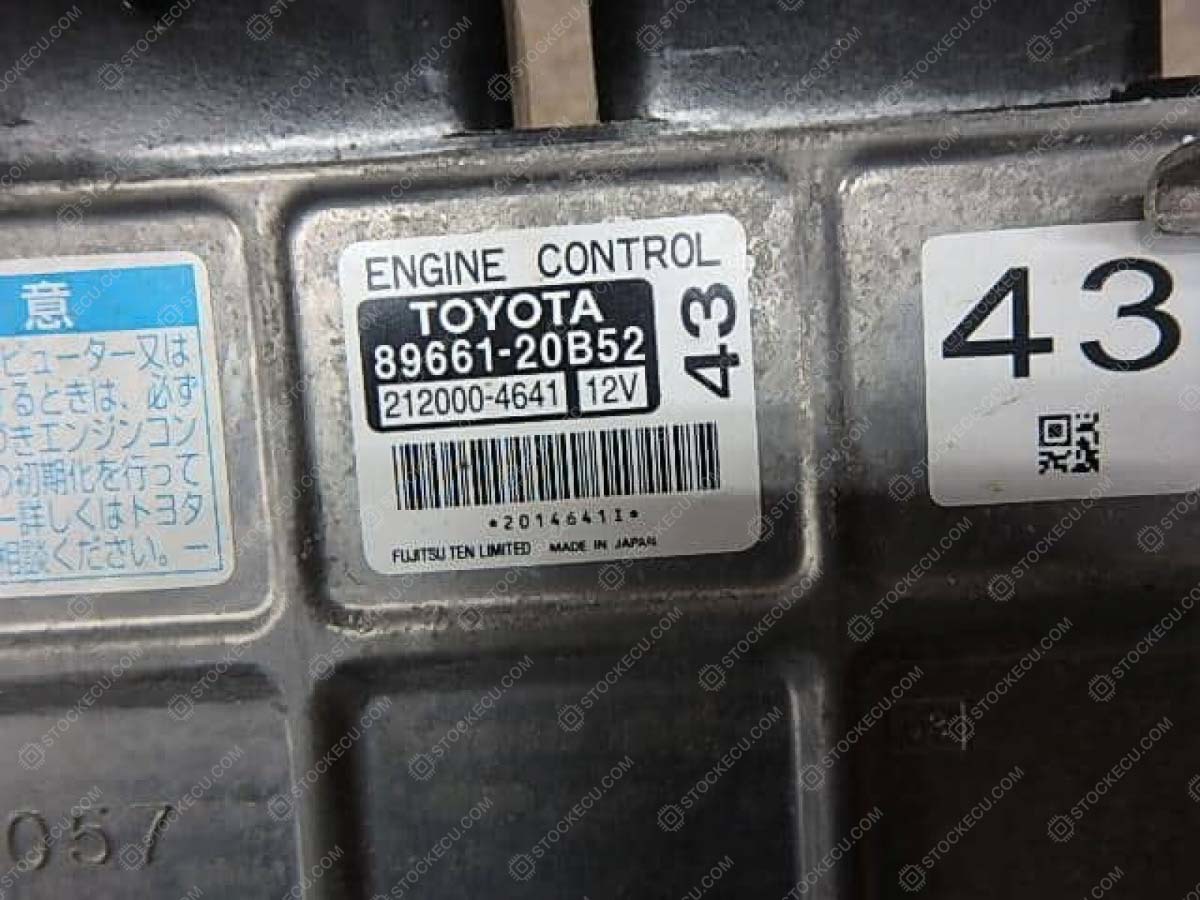 意
ピューター又は
するときは、必ず
づきエンジンコン
の初期化を行って
ー詳しくはトヨタ
相談ください。ー
ENGINE CONTROL
TOYOTA
89661-20B52
212000-4641 12V
43
*2014641I*
FUJITSU TEN LIMITED MADE IN JAPAN
43
057
STOCKECU.COM